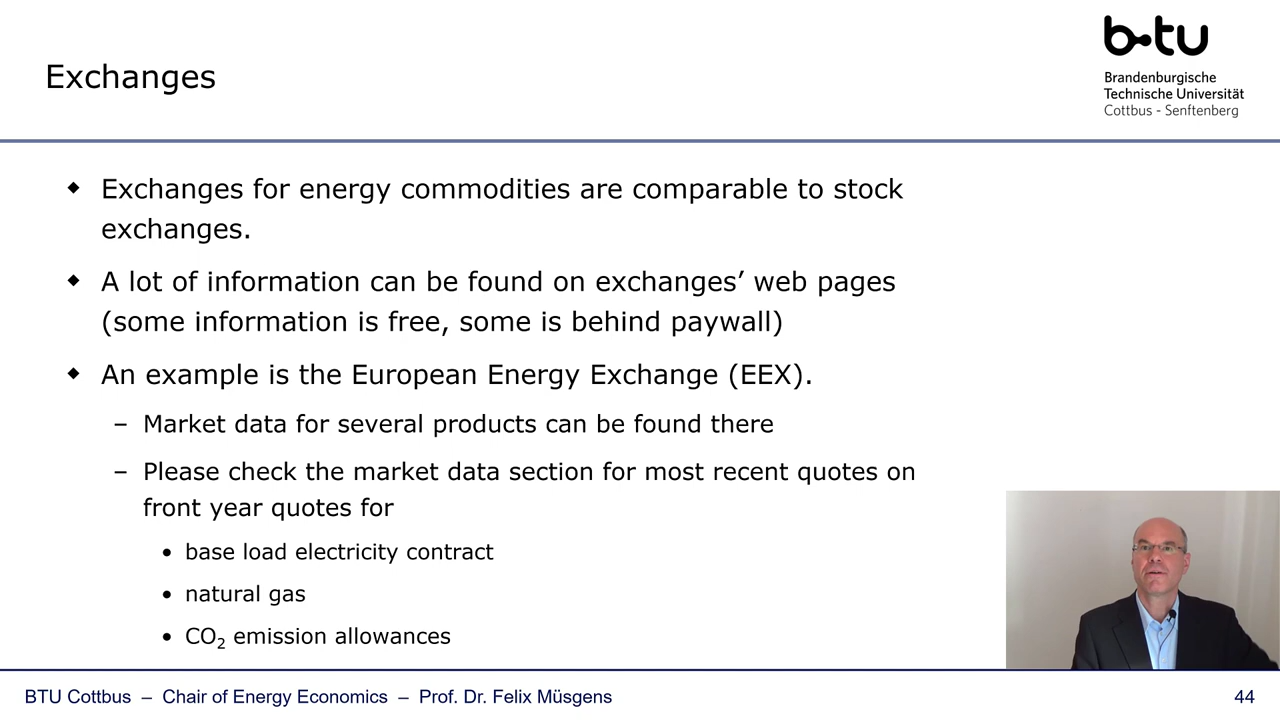 Exchanges
b-tu
Brandenburgische
Technische Universität
Cottbus - Senftenberg
◆ Exchanges for energy commodities are comparable to stock
exchanges.
◆ A lot of information can be found on exchanges’ web pages
(some information is free, some is behind paywall)
◆ An example is the European Energy Exchange (EEX).
– Market data for several products can be found there
– Please check the market data section for most recent quotes on
front year quotes for
• base load electricity contract
• natural gas
• CO₂ emission allowances
BTU Cottbus – Chair of Energy Economics – Prof. Dr. Felix Müsgens
44